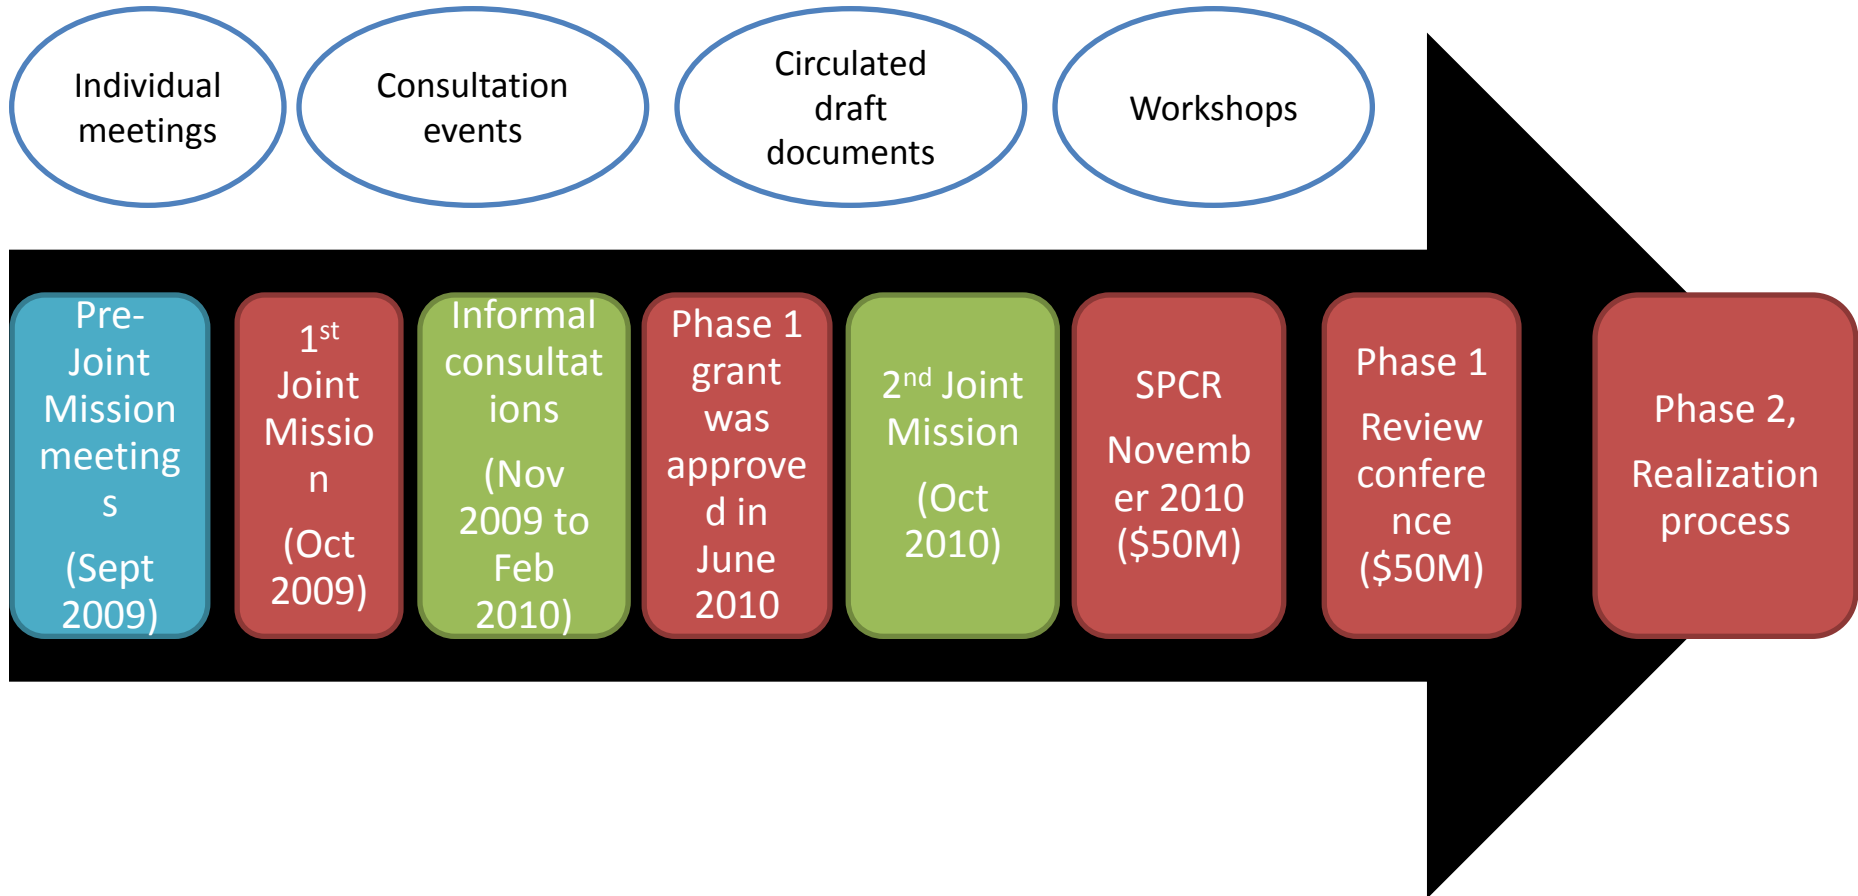 Individual
meetings
Consultation
events
Circulated
draft
documents
Workshops
Pre-
Joint
Mission
meeting
s
(Sept
2009)
1st
Joint
Missio
n
(Oct
2009)
Informal
consultat
ions
(Nov
2009 to
Feb
2010)
Phase 1
grant
was
approve
d in
June
2010
2nd Joint
Mission
(Oct
2010)
SPCR
Novemb
er 2010
($50M)
Phase 1
Review
confere
nce
($50M)
Phase 2,
Realization
process